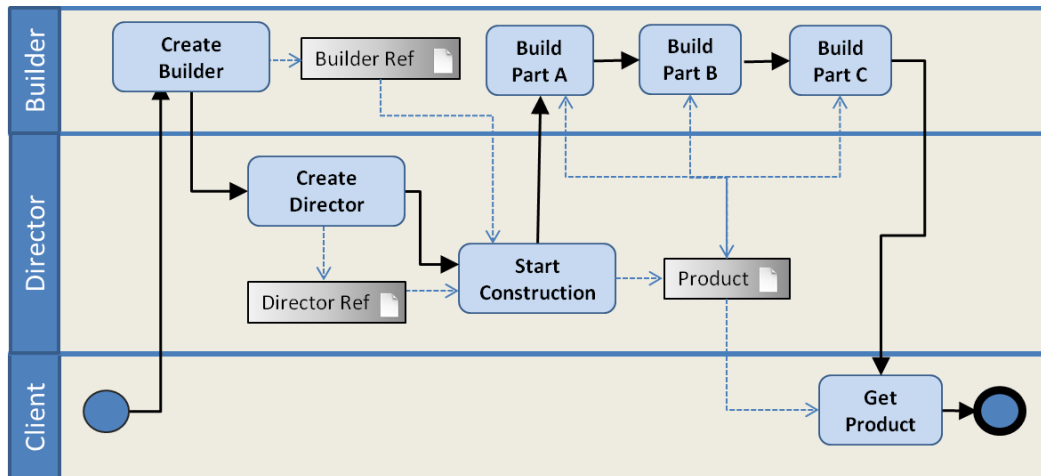 Builder
Create
Builder
Builder Ref
Build
Part A
Build
Part B
Build
Part C
Director
Create
Director
Director Ref
Start
Construction
Product
Client
Get
Product